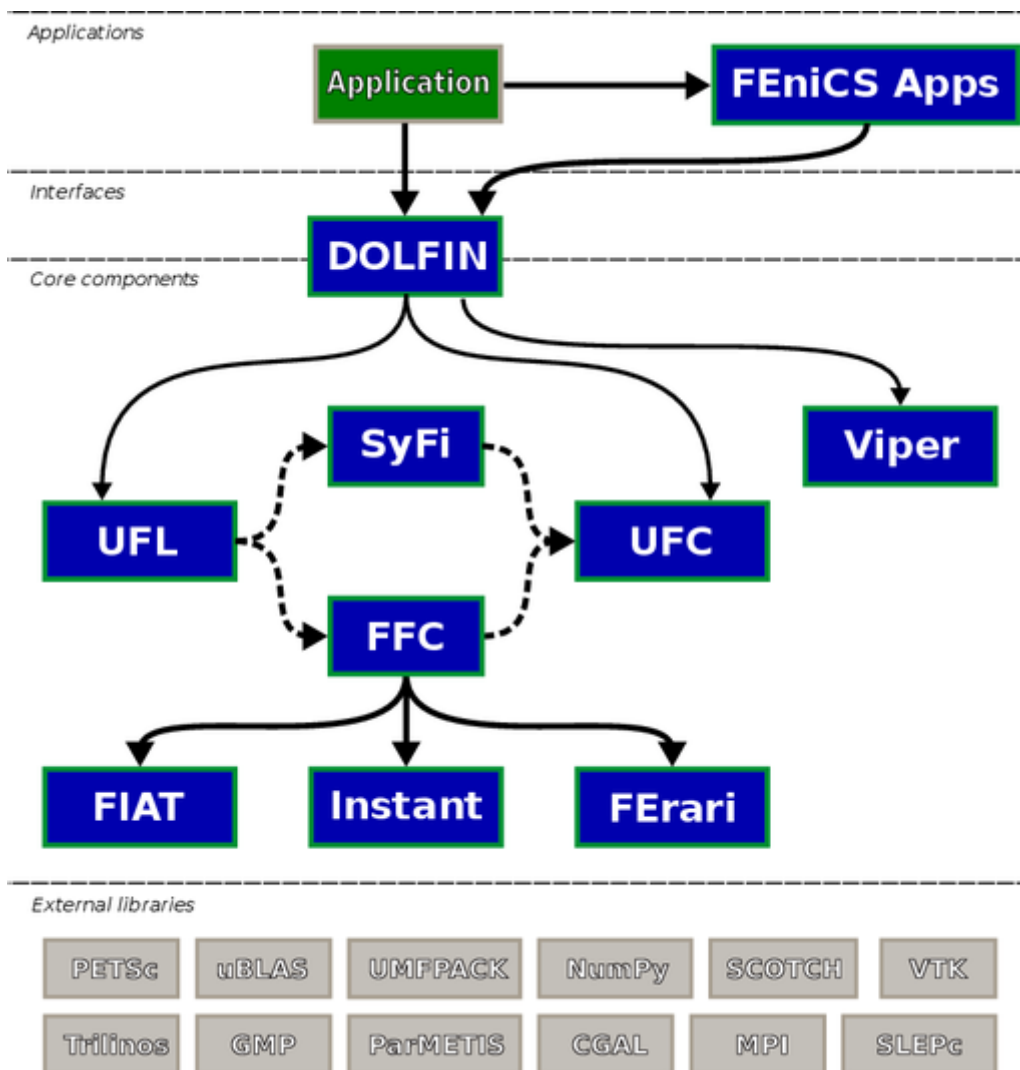 Applications
Application
FEniCS Apps
Interfaces
DOLFIN
Core components
SyFi
Viper
UFL
UFC
FFC
FIAT
Instant
FErari
External libraries
PETSc uBLAS UMFPACK NumPy SCOTCH VTK
Trilinos GMP ParMETIS CGAL MPI SLEPc